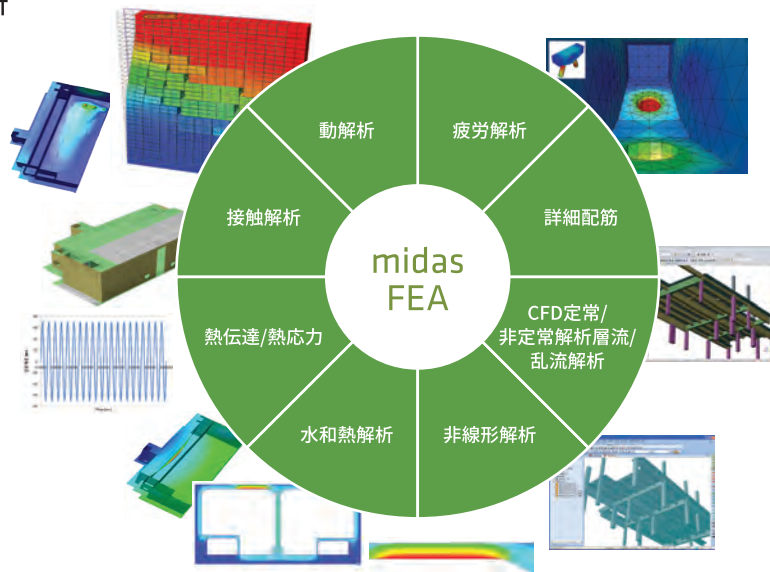 T
動解析
疲労解析
接触解析
詳細配筋
midas
FEA
熱伝達/熱応力
CFD定常/
非定常解析層流/
乱流解析
水和熱解析
非線形解析